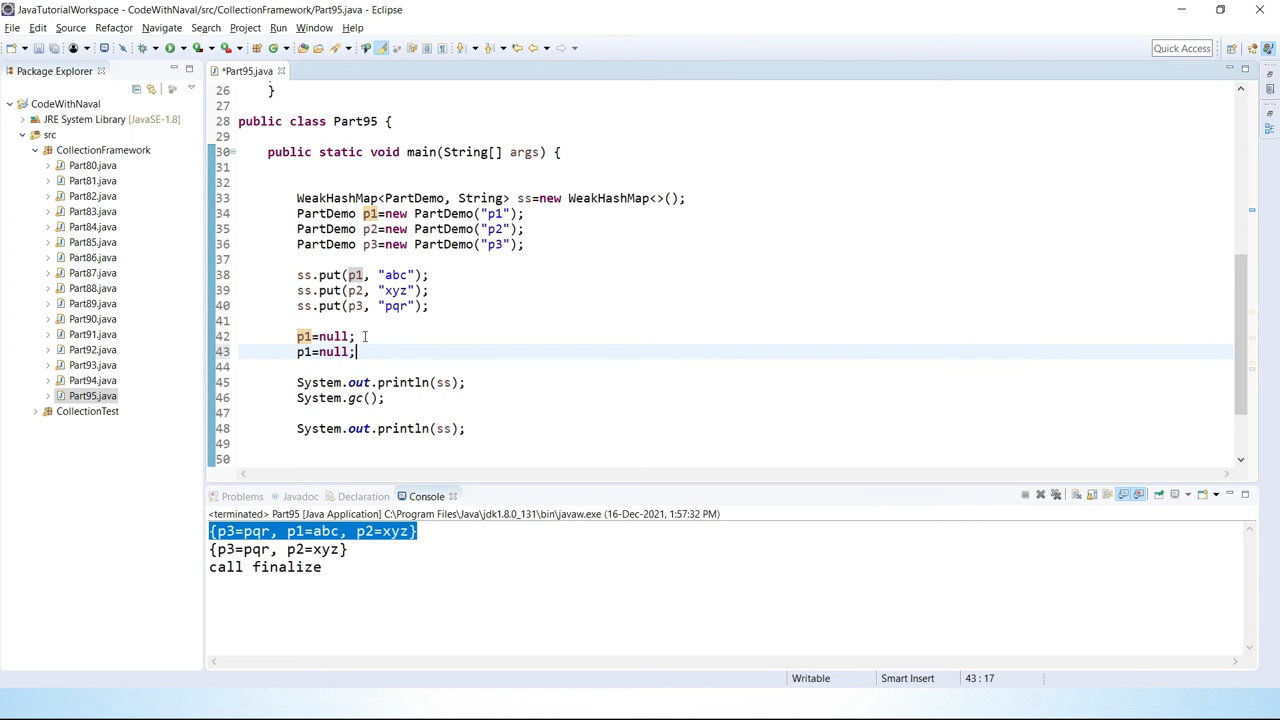 JavaTutorialWorkspace - CodeWithNaval/src/CollectionFramework/Part95.java - Eclipse
File Edit Source Refactor Navigate Search Project Run Window Help
Quick Access
Package Explorer
*Part95.java
CodeWithNaval
JRE System Library [JavaSE-1.8]
src
CollectionFramework
Part80.java
Part81.java
Part82.java
Part83.java
Part84.java
Part85.java
Part86.java
Part87.java
Part88.java
Part89.java
Part90.java
Part91.java
Part92.java
Part93.java
Part94.java
Part95.java
CollectionTest
26 }
27
28 public class Part95 {
29
30 public static void main(String[] args) {
31
32
33 WeakHashMap<PartDemo, String> ss=new WeakHashMap<>();
34 PartDemo p1=new PartDemo("p1");
35 PartDemo p2=new PartDemo("p2");
36 PartDemo p3=new PartDemo("p3");
37
38 ss.put(p1, "abc");
39 ss.put(p2, "xyz");
40 ss.put(p3, "pqr");
41
42 p1=null;
43 p1=null;
44
45 System.out.println(ss);
46 System.gc();
47
48 System.out.println(ss);
49
50
Problems Javadoc Declaration Console
<terminated> Part95 [Java Application] C:\Program Files\Java\jdk1.8.0_131\bin\javaw.exe (16-Dec-2021, 1:57:32 PM)
{p3=pqr, p1=abc, p2=xyz}
{p3=pqr, p2=xyz}
call finalize
Writable Smart Insert 43 : 17